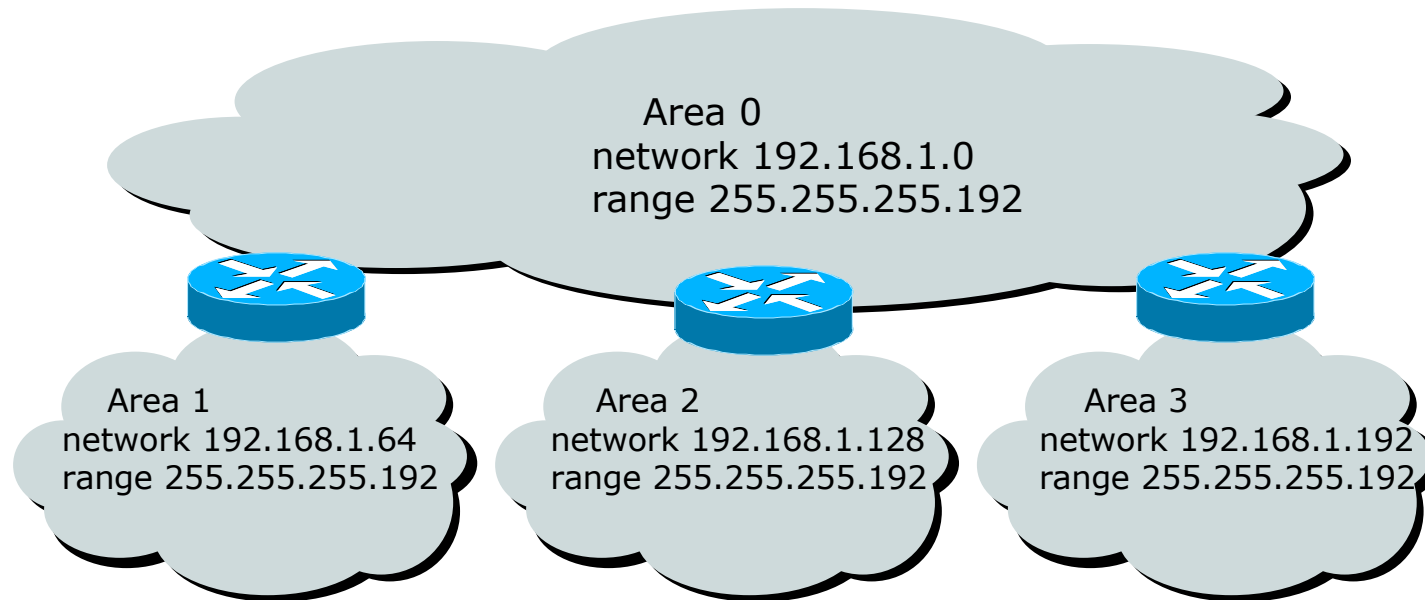 Area 0
network 192.168.1.0
range 255.255.255.192
Area 1
network 192.168.1.64
range 255.255.255.192
Area 2
network 192.168.1.128
range 255.255.255.192
Area 3
network 192.168.1.192
range 255.255.255.192